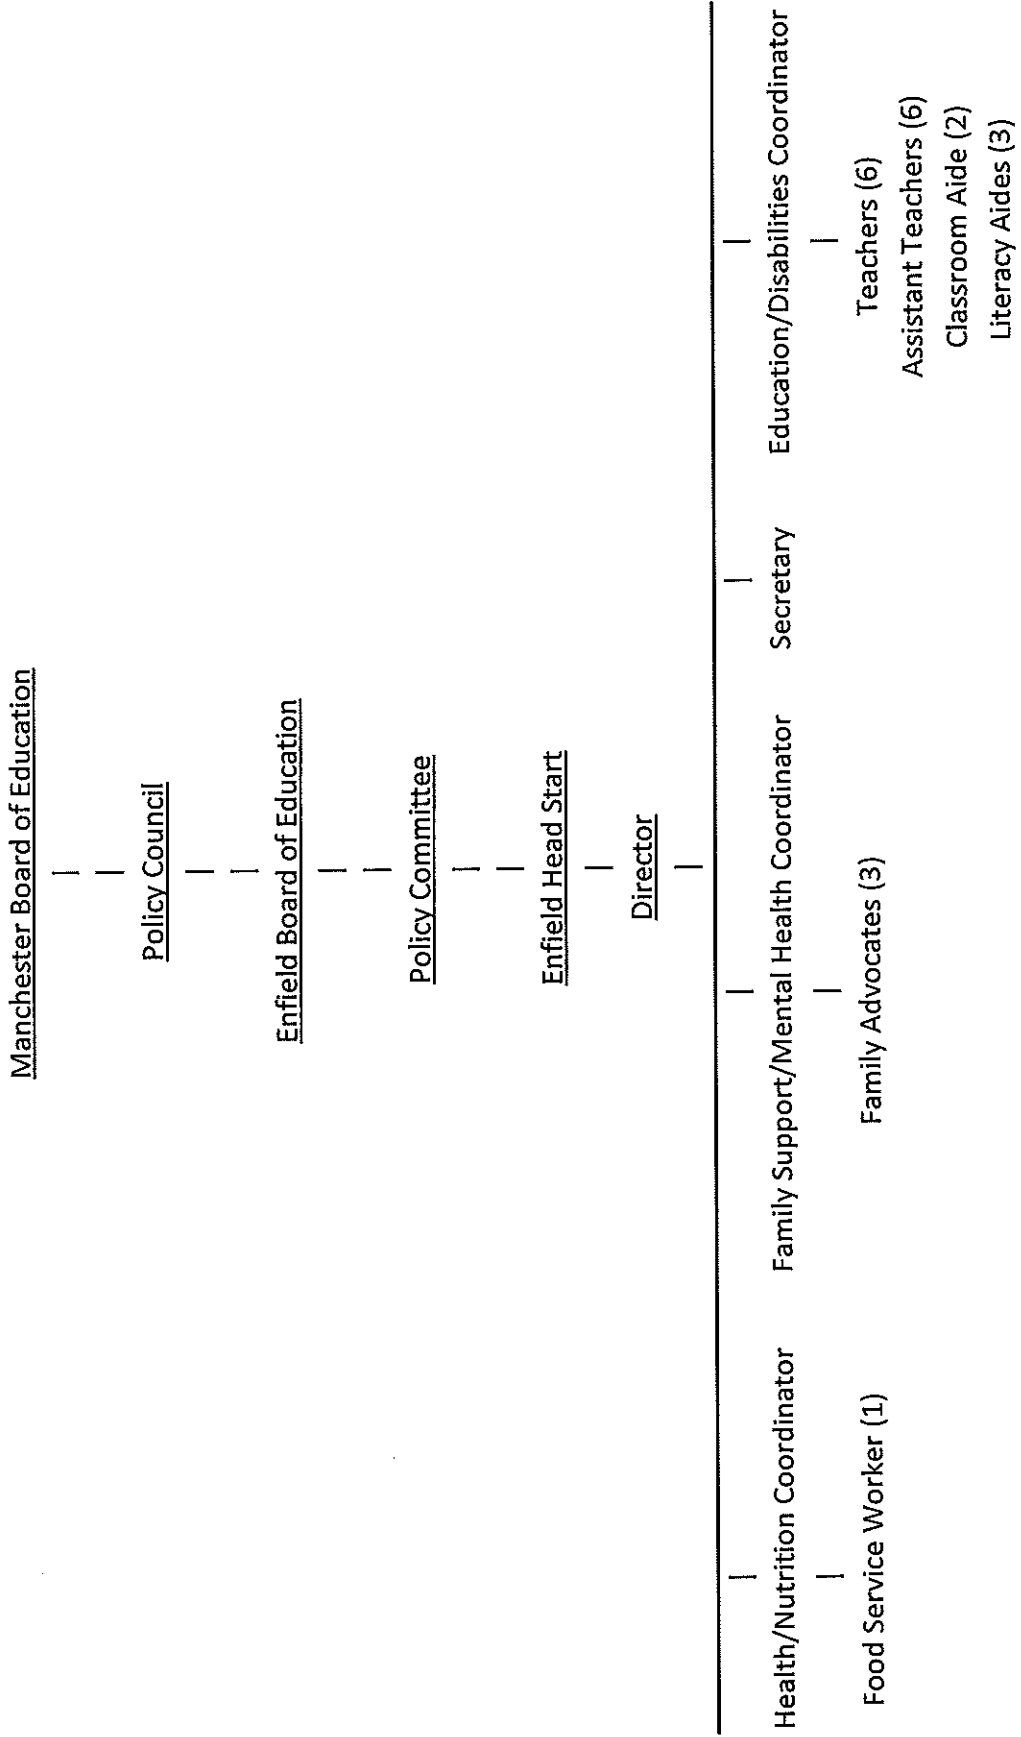 Manchester Board of Education
Policy Council
Enfield Board of Education
Policy Committee
Enfield Head Start
Director
Health/Nutrition Coordinator
Family Support/Mental Health Coordinator
Secretary
Education/Disabilities Coordinator
Food Service Worker (1)
Family Advocates (3)
Teachers (6)
Assistant Teachers (6)
Classroom Aide (2)
Literacy Aides (3)